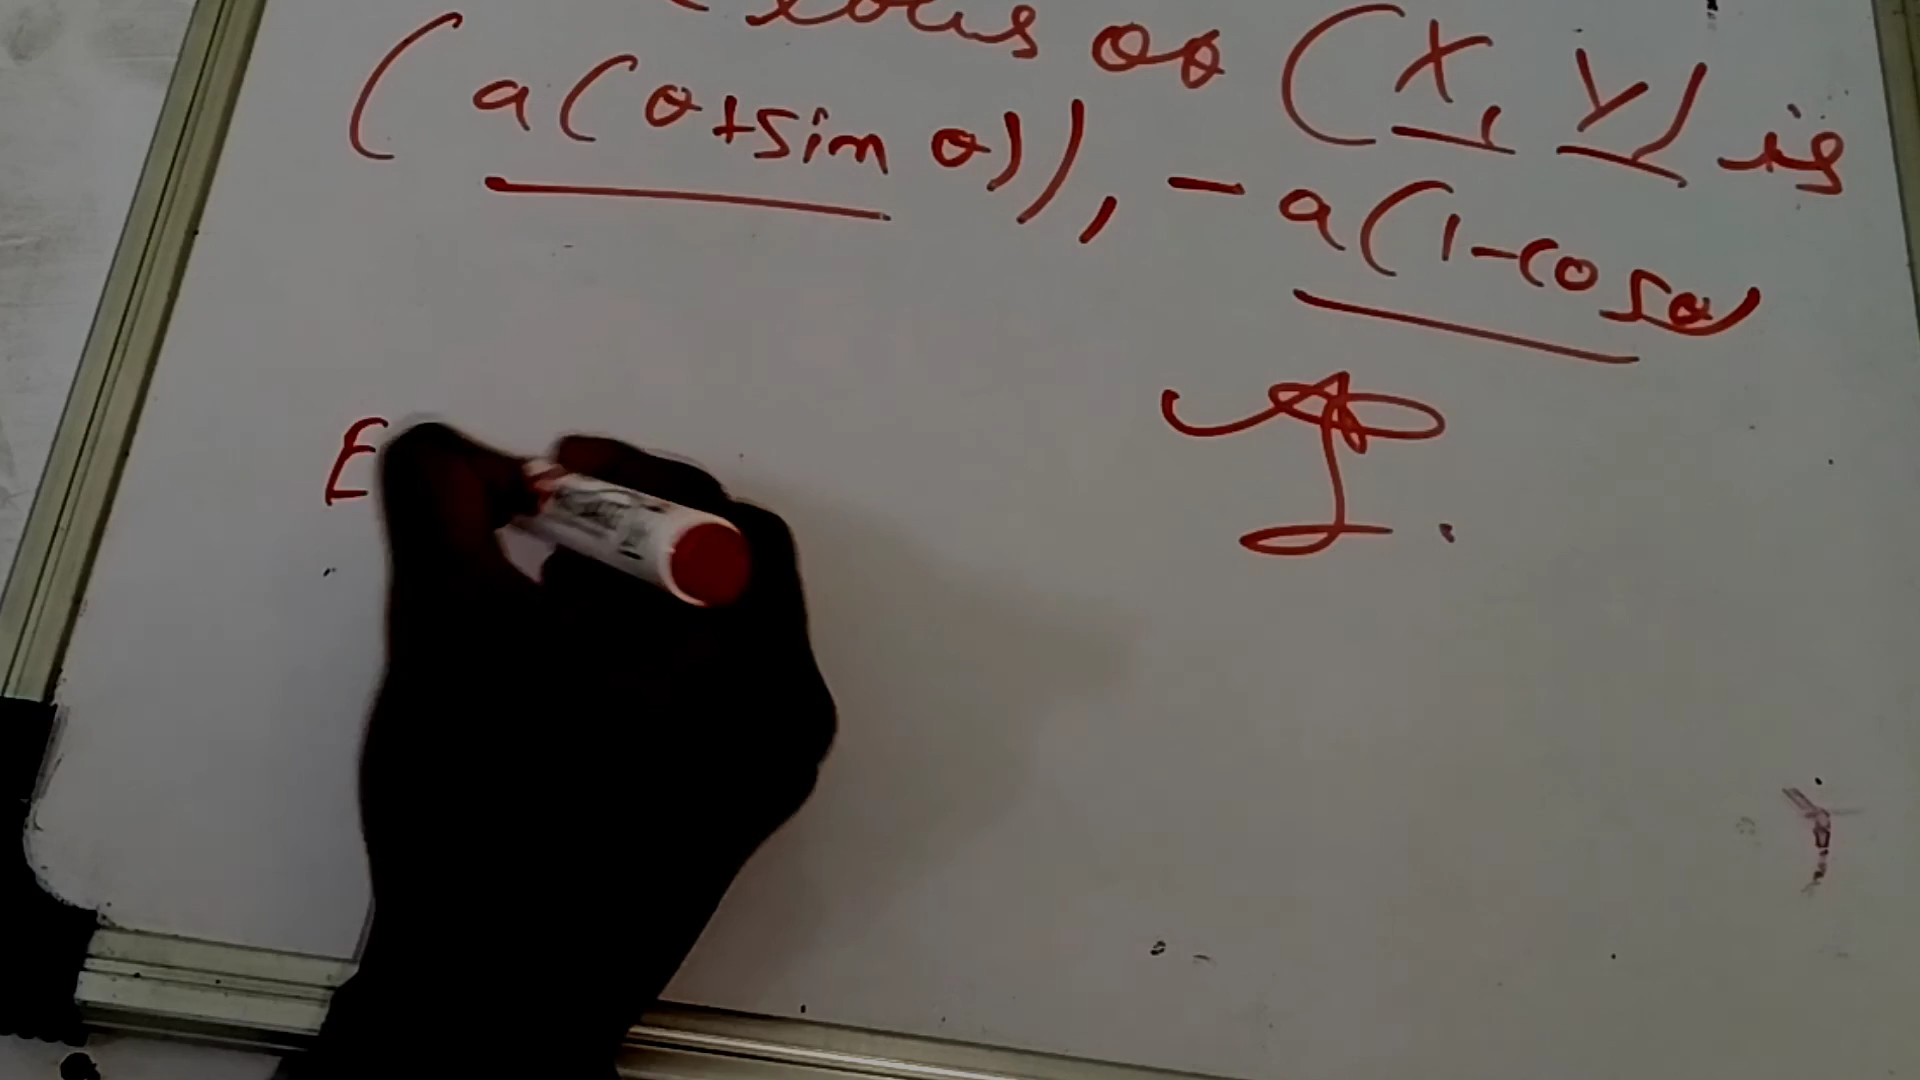 locus of (X, Y) is
(a(θ+sin θ)), -a(1-cosθ)
E